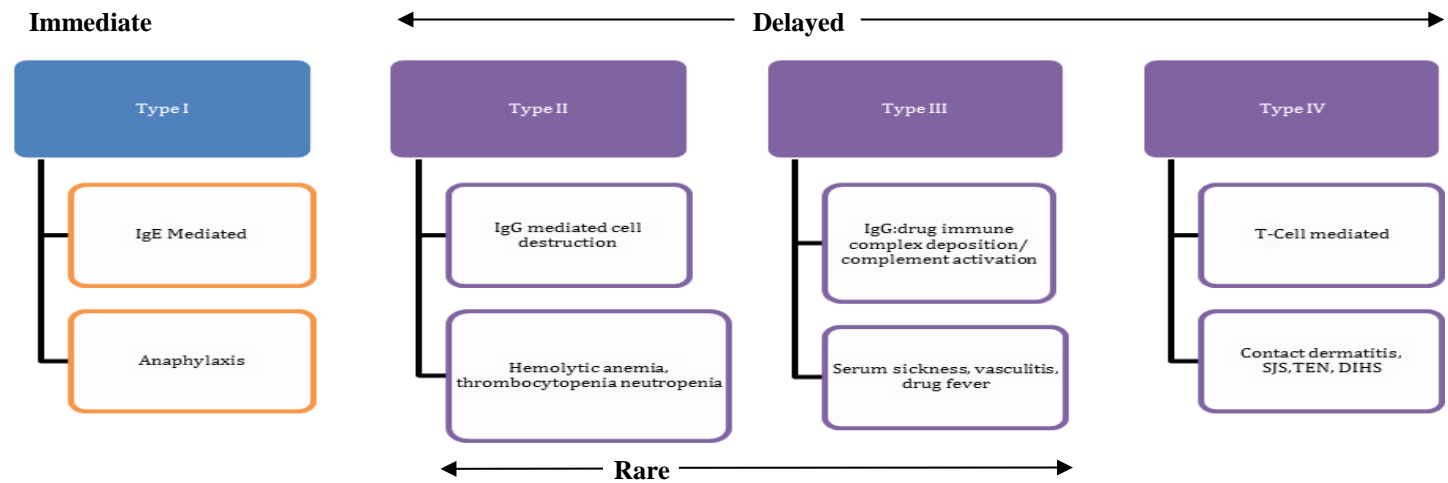 Immediate
Delayed
Type I
Type II
Type III
Type IV
IgE Mediated
IgG mediated cell
destruction
IgG:drug immune
complex deposition/
complement activation
T-Cell mediated
Anaphylaxis
Hemolytic anemia,
thrombocytopenia neutropenia
Serum sickness, vasculitis,
drug fever
Contact dermatitis,
SJS,TEN, DIHS
Rare